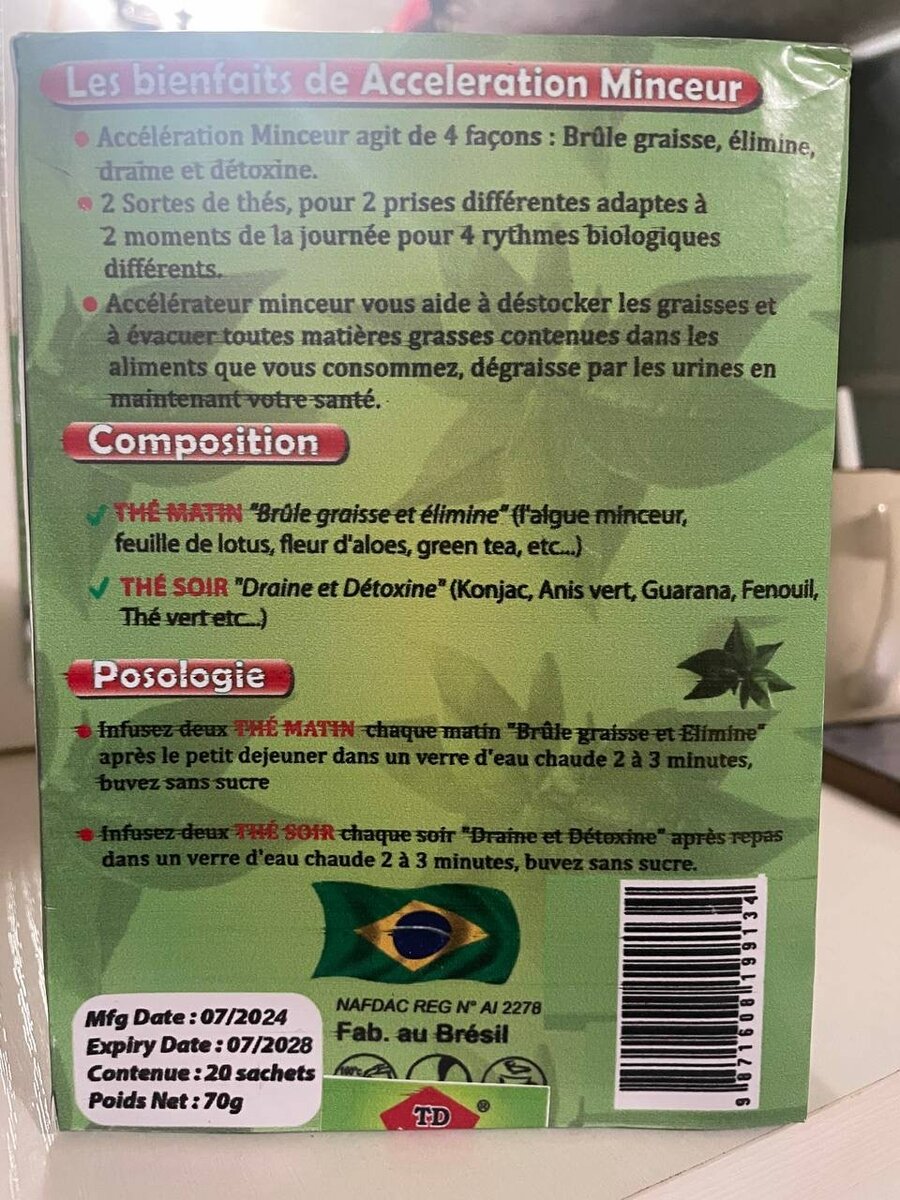 Les bienfaits de Acceleration Minceur
Accélération Minceur agit de 4 façons : Brûle graisse, élimine,
draine et détoxine.
2 Sortes de thés, pour 2 prises différentes adaptes à
2 moments de la journée pour 4 rythmes biologiques
différents.
Accélérateur minceur vous aide à déstocker les graisses et
à évacuer toutes matières grasses contenues dans les
aliments que vous consommez, dégraisse par les urines en
maintenant votre santé.
Composition
THÉ MATIN "Brûle graisse et élimine" (l'algue minceur,
feuille de lotus, fleur d'aloes, green tea, etc...)
THÉ SOIR "Draine et Détoxine" (Konjac, Anis vert, Guarana, Fenouil,
Thé vert etc...)
Posologie
Infusez deux THÉ MATIN chaque matin "Brûle graisse et Elimine"
après le petit dejeuner dans un verre d'eau chaude 2 à 3 minutes,
buvez sans sucre
Infusez deux THÉ SOIR chaque soir "Draine et Détoxine" après repas
dans un verre d'eau chaude 2 à 3 minutes, buvez sans sucre.
NAFDAC REG N° AI 2278
Fab. au Brésil
Mfg Date : 07/2024
Expiry Date : 07/2028
Contenue : 20 sachets
Poids Net : 70g
100%
TD ®
9 871608 199134